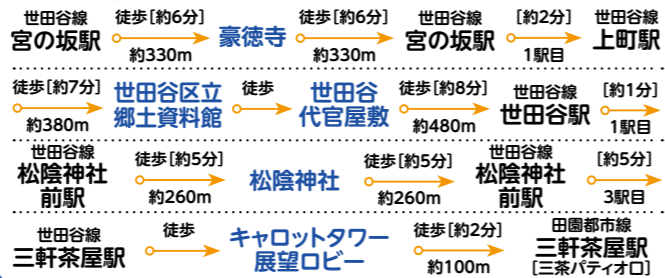 世田谷線 徒歩[約6分] 徒歩[約6分] 世田谷線 [約2分] 世田谷線
宮の坂駅 豪徳寺 宮の坂駅 上町駅
約330m 約330m 1駅目
徒歩[約7分] 世田谷区立 徒歩 世田谷 徒歩[約8分] 世田谷線 [約1分]
郷土資料館 代官屋敷 世田谷駅
約380m 約480m 1駅目
世田谷線 徒歩[約5分] 徒歩[約5分] 世田谷線 [約5分]
松陰神社 松陰神社 松陰神社
前駅 約260m 約260m 前駅 3駅目
世田谷線 徒歩 キャロットタワー 徒歩[約2分] 田園都市線
三軒茶屋駅 展望ロビー 三軒茶屋駅
約100m [三茶パティオ口]